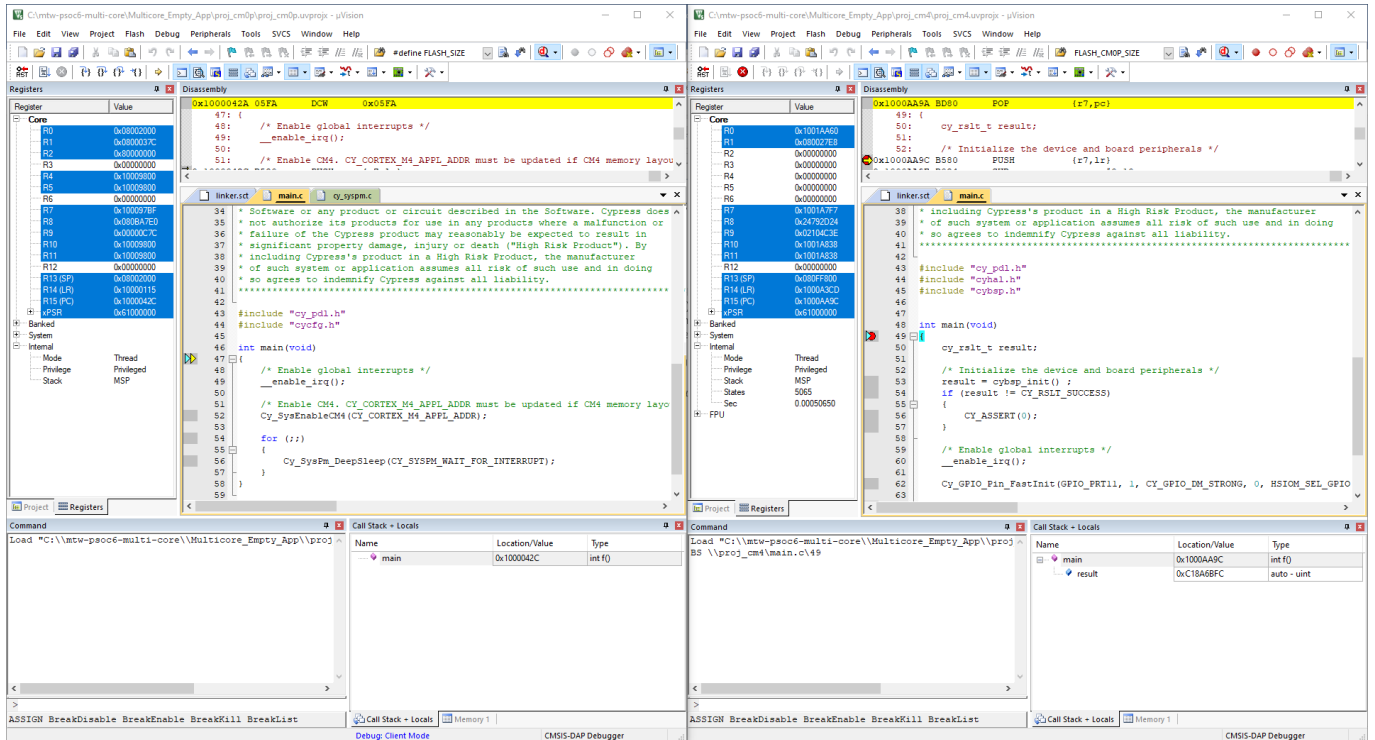 C:\mtw-psoc6-multi-core\Multicore_Empty_App\proj_cm0p\proj_cm0p.uvprojx - µVision
File Edit View Project Flash Debug Peripherals Tools SVCS Window Help
#define FLASH_SIZE
Registers
Register Value
Core
R0 0x08002000
R1 0x0800037C
R2 0x80000000
R3 0x00000000
R4 0x10009800
R5 0x10009800
R6 0x00000000
R7 0x100097BF
R8 0x080BA7E0
R9 0x00000C7C
R10 0x10009800
R11 0x10009800
R12 0x00000000
R13 (SP) 0x08002000
R14 (LR) 0x10000115
R15 (PC) 0x1000042C
xPSR 0x61000000
Banked
System
Internal
Mode Thread
Privilege Privileged
Stack MSP
Project Registers
Disassembly
0x1000042A 05FA DCW 0x05FA
47: {
48: /* Enable global interrupts */
49: __enable_irq();
50:
51: /* Enable CM4. CY_CORTEX_M4_APPL_ADDR must be updated if CM4 memory layou
linker.sct main.c cy_syspm.c
34 * Software or any product or circuit described in the Software. Cypress does
35 * not authorize its products for use in any products where a malfunction or
36 * failure of the Cypress product may reasonably be expected to result in
37 * significant property damage, injury or death ("High Risk Product"). By
38 * including Cypress's product in a High Risk Product, the manufacturer
39 * of such system or application assumes all risk of such use and in doing
40 * so agrees to indemnify Cypress against all liability.
41 *******************************************************************************
42
43 #include "cy_pdl.h"
44 #include "cycfg.h"
45
46 int main(void)
47 {
48 /* Enable global interrupts */
49 __enable_irq();
50
51 /* Enable CM4. CY_CORTEX_M4_APPL_ADDR must be updated if CM4 memory layo
52 Cy_SysEnableCM4(CY_CORTEX_M4_APPL_ADDR);
53
54 for (;;)
55 {
56 Cy_SysPm_DeepSleep(CY_SYSPM_WAIT_FOR_INTERRUPT);
57 }
58 }
59
Command
Load "C:\\mtw-psoc6-multi-core\\Multicore_Empty_App\\proj
>
ASSIGN BreakDisable BreakEnable BreakKill BreakList
Call Stack + Locals
Name Location/Value Type
main 0x1000042C int f()
Call Stack + Locals Memory 1
Debug: Client Mode CMSIS-DAP Debugger
C:\mtw-psoc6-multi-core\Multicore_Empty_App\proj_cm4\proj_cm4.uvprojx - µVision
File Edit View Project Flash Debug Peripherals Tools SVCS Window Help
FLASH_CM0P_SIZE
Registers
Register Value
Core
R0 0x1001AA60
R1 0x080027E8
R2 0x00000000
R3 0x00000000
R4 0x00000000
R5 0x00000000
R6 0x00000000
R7 0x1001A7F7
R8 0x24792D24
R9 0x02104C3E
R10 0x1001A838
R11 0x1001A838
R12 0x00000000
R13 (SP) 0x080FF800
R14 (LR) 0x1000A3CD
R15 (PC) 0x1000AA9C
xPSR 0x61000000
Banked
System
Internal
Mode Thread
Privilege Privileged
Stack MSP
States 5065
Sec 0.00050650
FPU
Project Registers
Disassembly
0x1000AA9A BD80 POP {r7,pc}
49: {
50: cy_rslt_t result;
51:
52: /* Initialize the device and board peripherals */
0x1000AA9C B580 PUSH {r7,lr}
linker.sct main.c
38 * including Cypress's product in a High Risk Product, the manufacturer
39 * of such system or application assumes all risk of such use and in doing
40 * so agrees to indemnify Cypress against all liability.
41 *******************************************************************************
42
43 #include "cy_pdl.h"
44 #include "cyhal.h"
45 #include "cybsp.h"
46
47
48 int main(void)
49 {
50 cy_rslt_t result;
51
52 /* Initialize the device and board peripherals */
53 result = cybsp_init() ;
54 if (result != CY_RSLT_SUCCESS)
55 {
56 CY_ASSERT(0);
57 }
58
59 /* Enable global interrupts */
60 __enable_irq();
61
62 Cy_GPIO_Pin_FastInit(GPIO_PRT11, 1, CY_GPIO_DM_STRONG, 0, HSIOM_SEL_GPIO
63
Command
Load "C:\\mtw-psoc6-multi-core\\Multicore_Empty_App\\proj
BS \\proj_cm4\main.c\49
>
ASSIGN BreakDisable BreakEnable BreakKill BreakList
Call Stack + Locals
Name Location/Value Type
main 0x1000AA9C int f()
result 0xC18A6BFC auto - uint
Call Stack + Locals Memory 1
CMSIS-DAP Debugger